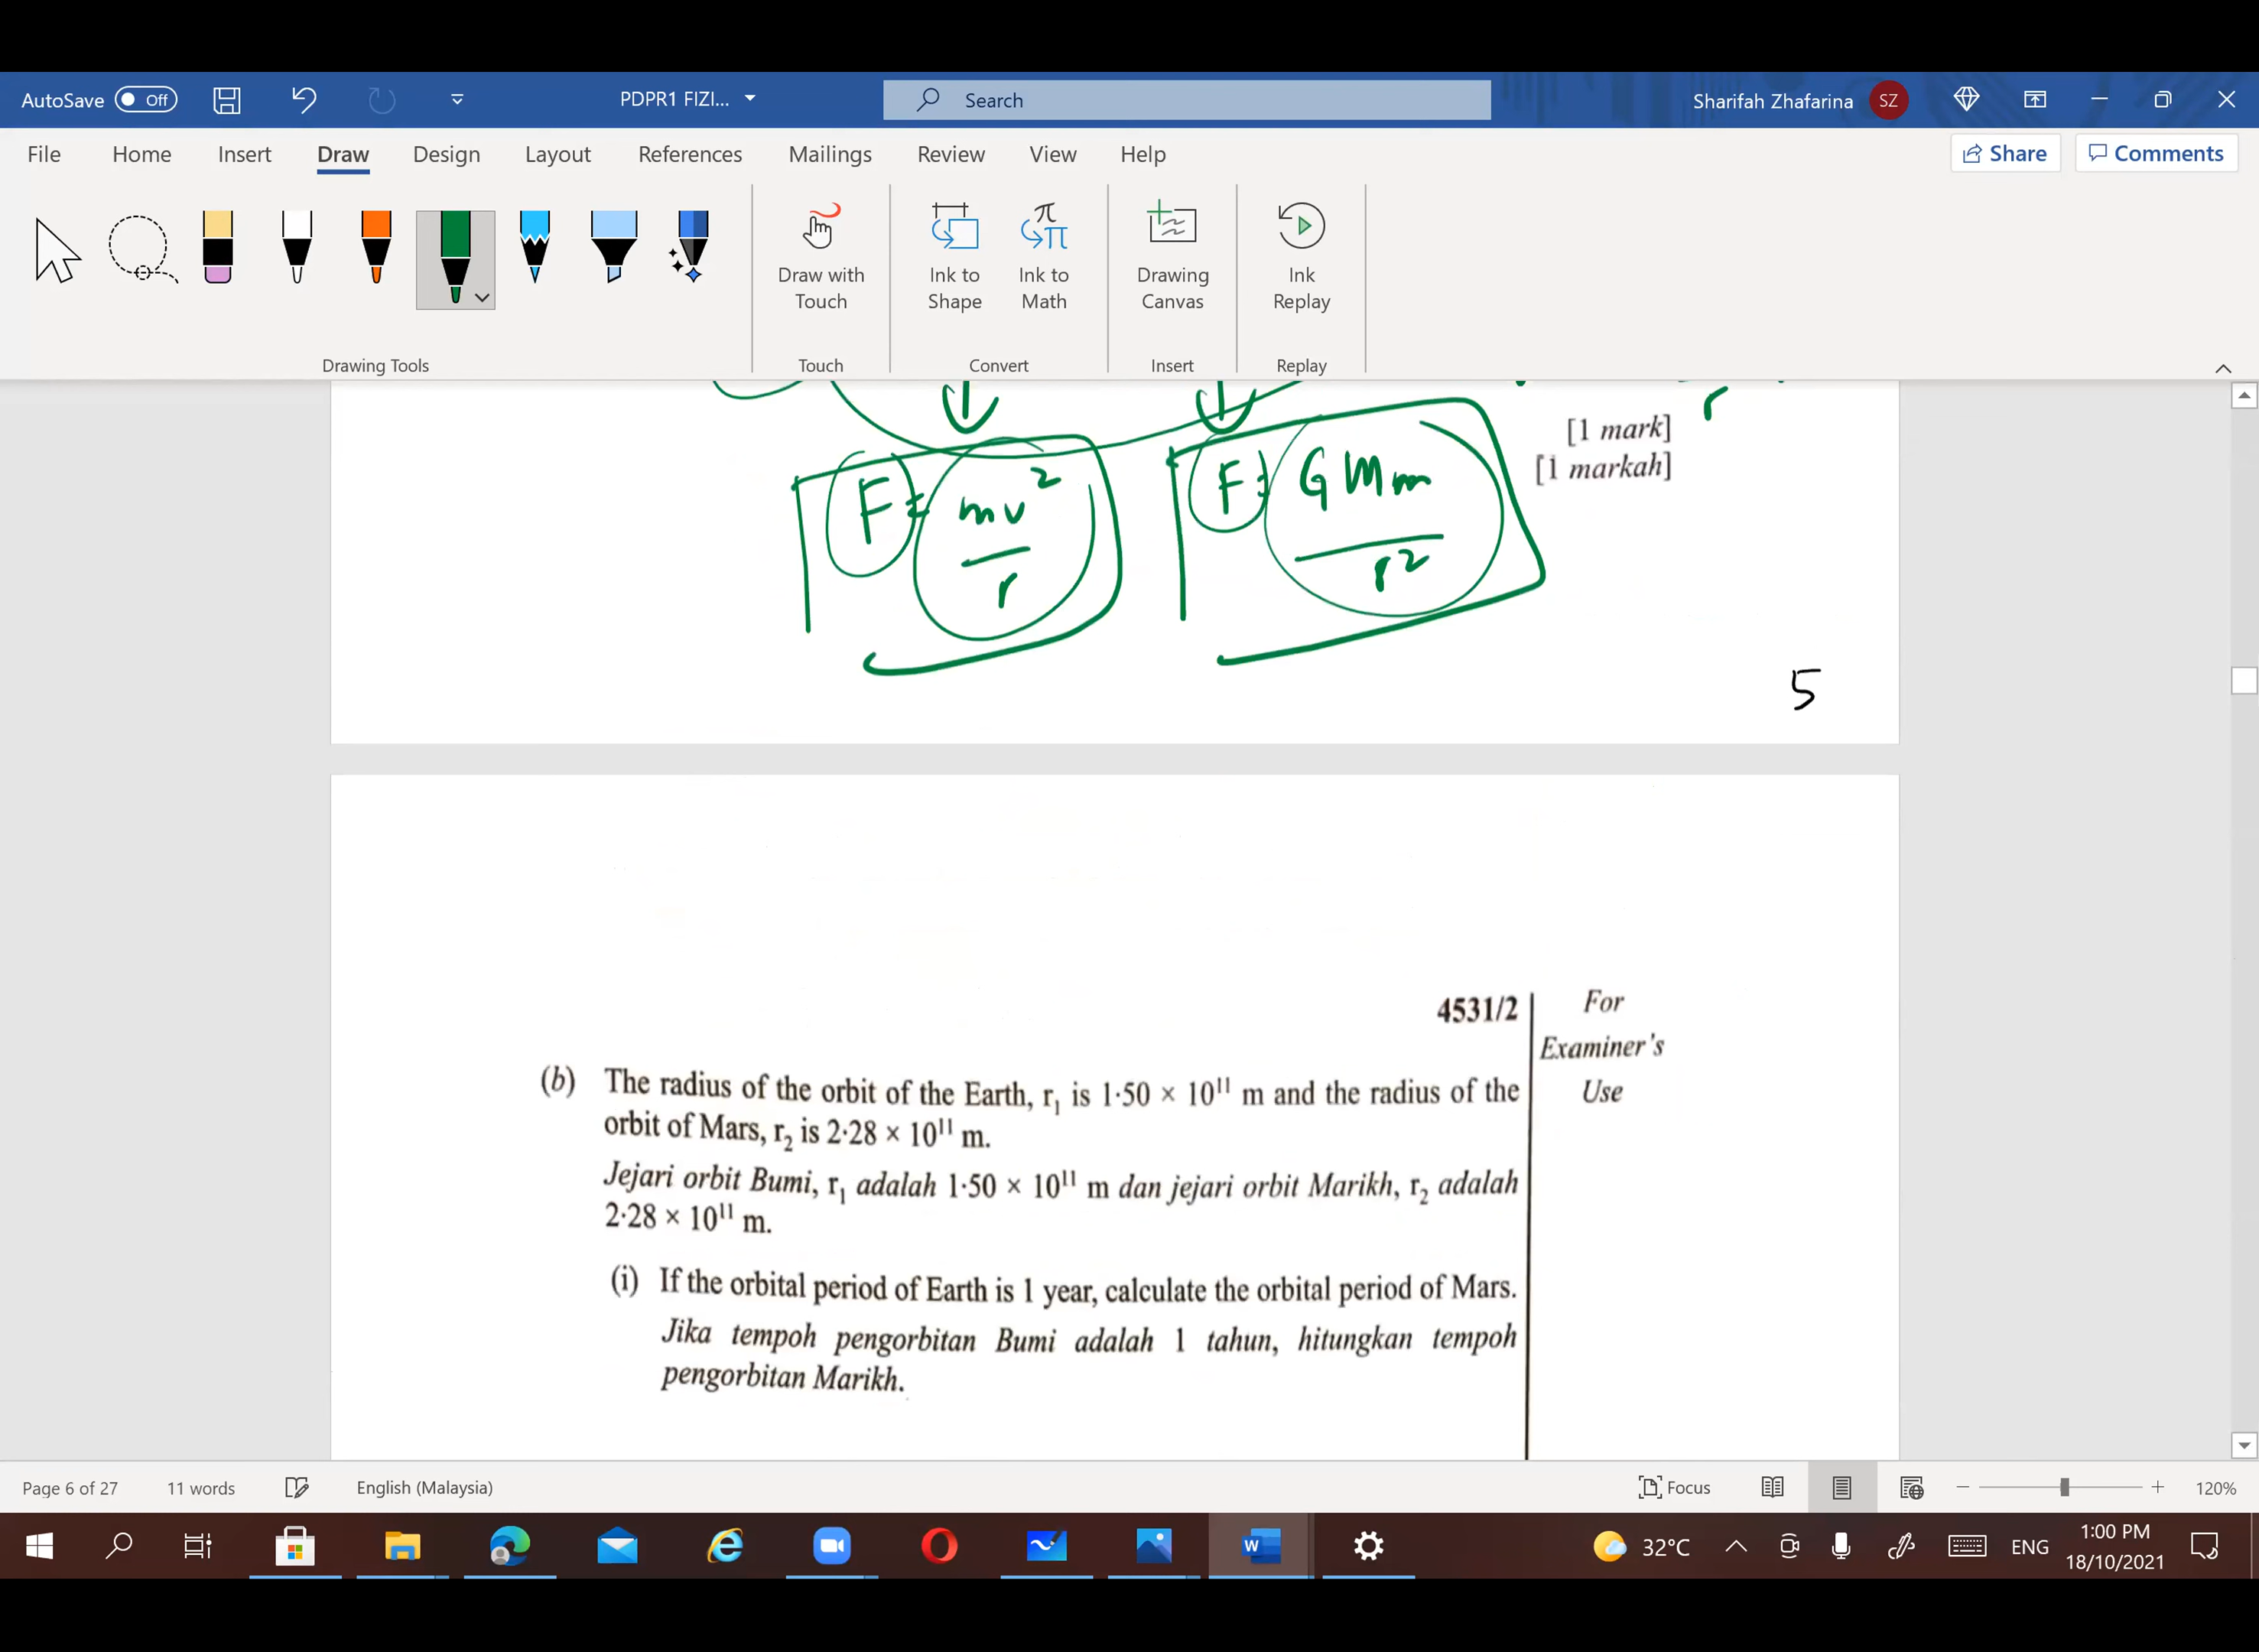 AutoSave Off PDPR1 FIZI... Search Sharifah Zhafarina SZ
File Home Insert Draw Design Layout References Mailings Review View Help Share Comments
Draw with Touch
Ink to Shape
Ink to Math
Drawing Canvas
Ink Replay
Drawing Tools Touch Convert Insert Replay
r
[1 mark]
[1 markah]
F = mv²/r
F = GMm/r²
5
4531/2
For
Examiner's
Use
(b) The radius of the orbit of the Earth, r₁ is 1·50 × 10¹¹ m and the radius of the
orbit of Mars, r₂ is 2·28 × 10¹¹ m.
Jejari orbit Bumi, r₁ adalah 1·50 × 10¹¹ m dan jejari orbit Marikh, r₂ adalah
2·28 × 10¹¹ m.
(i) If the orbital period of Earth is 1 year, calculate the orbital period of Mars.
Jika tempoh pengorbitan Bumi adalah 1 tahun, hitungkan tempoh
pengorbitan Marikh.
Page 6 of 27 11 words English (Malaysia) Focus 120%
32°C ENG 1:00 PM
18/10/2021